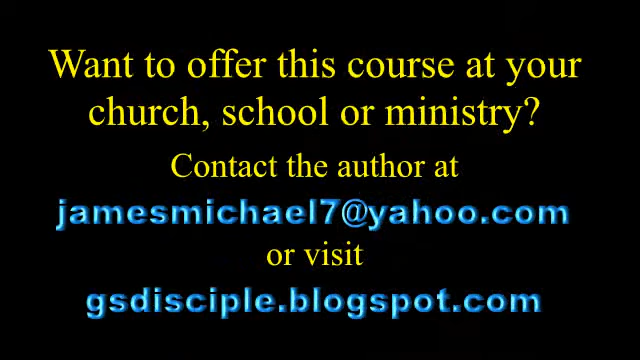 Want to offer this course at your
church, school or ministry?
Contact the author at
jamesmichael7@yahoo.com
or visit
gsdisciple.blogspot.com